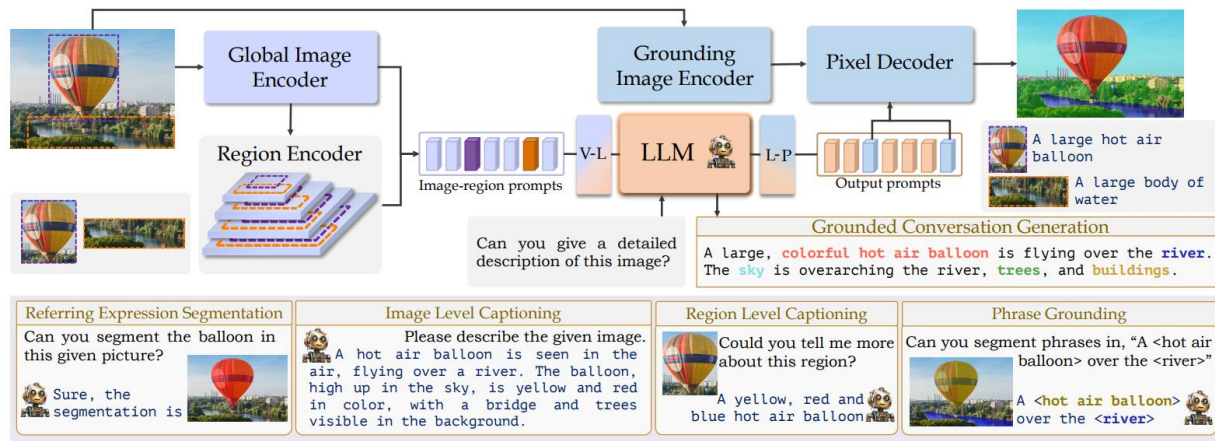 Global Image
Encoder
Grounding
Image Encoder
Pixel Decoder
Region Encoder
Image-region prompts
V-L
LLM
L-P
Output prompts
A large hot air
balloon
A large body of
water
Can you give a detailed
description of this image?
Grounded Conversation Generation
A large, colorful hot air balloon is flying over the river.
The sky is overarching the river, trees, and buildings.
Referring Expression Segmentation
Can you segment the balloon in
this given picture?
Sure, the
segmentation is
Image Level Captioning
Please describe the given image.
A hot air balloon is seen in the
air, flying over a river. The balloon,
high up in the sky, is yellow and red
in color, with a bridge and trees
visible in the background.
Region Level Captioning
Could you tell me more
about this region?
A yellow, red and
blue hot air balloon
Phrase Grounding
Can you segment phrases in, “A <hot air
balloon> over the <river>”
A <hot air balloon>
over the <river>